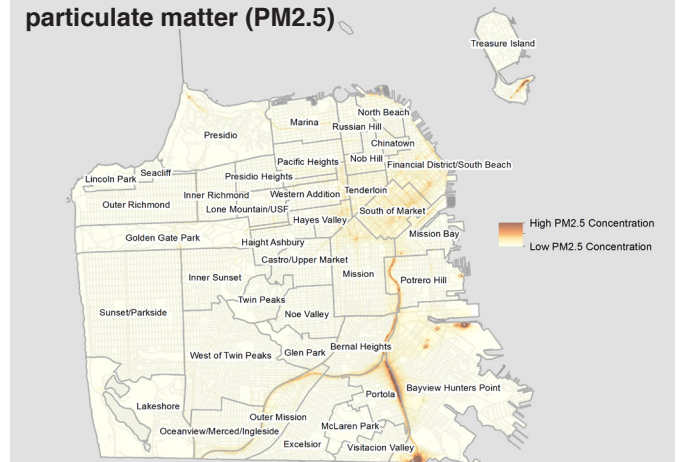 particulate matter (PM2.5)
Treasure Island
North Beach
Marina
Russian Hill
Presidio
Chinatown
Nob Hill
Pacific Heights
Financial District/South Beach
Seacliff
Lincoln Park
Presidio Heights
Tenderloin
Inner Richmond
Western Addition
Outer Richmond
Lone Mountain/USF
South of Market
Hayes Valley
High PM2.5 Concentration
Mission Bay
Golden Gate Park
Haight Ashbury
Low PM2.5 Concentration
Castro/Upper Market
Inner Sunset
Mission
Potrero Hill
Twin Peaks
Sunset/Parkside
Noe Valley
Bernal Heights
Glen Park
West of Twin Peaks
Bayview Hunters Point
Portola
Lakeshore
Outer Mission
McLaren Park
Oceanview/Merced/Ingleside
Excelsior
Visitacion Valley